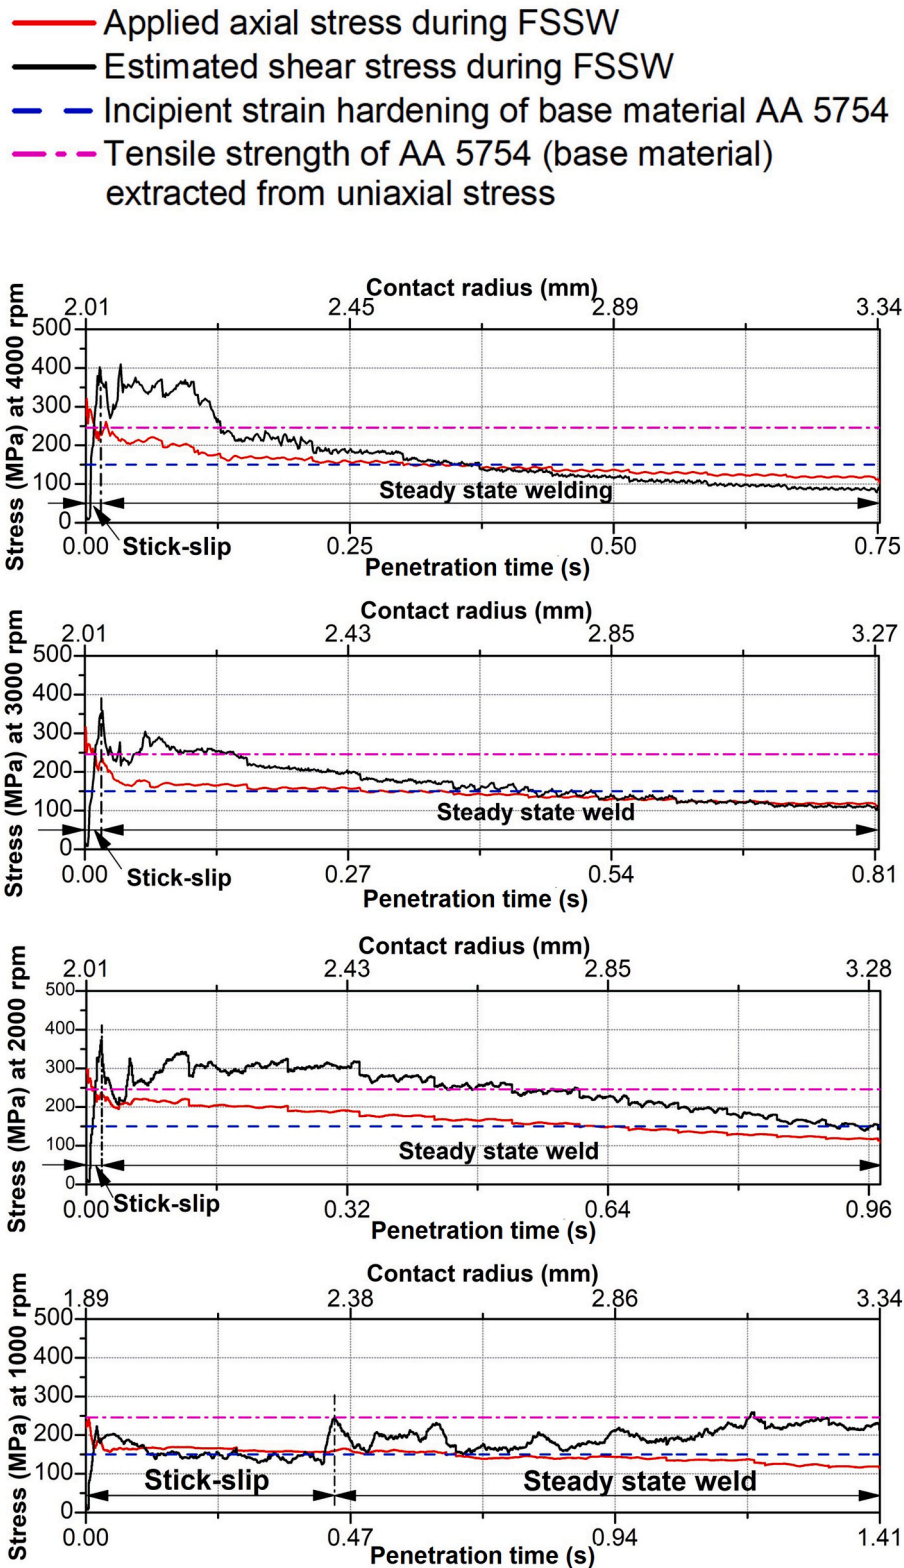 Applied axial stress during FSSW
Estimated shear stress during FSSW
Incipient strain hardening of base material AA 5754
Tensile strength of AA 5754 (base material)
extracted from uniaxial stress
Contact radius (mm)
2.01 2.45 2.89 3.34
Stress (MPa) at 4000 rpm
500
400
300
200
100
0
Steady state welding
Stick-slip
0.00 0.25 0.50 0.75
Penetration time (s)
Contact radius (mm)
2.01 2.43 2.85 3.27
Stress (MPa) at 3000 rpm
500
400
300
200
100
0
Steady state weld
Stick-slip
0.00 0.27 0.54 0.81
Penetration time (s)
Contact radius (mm)
2.01 2.43 2.85 3.28
Stress (MPa) at 2000 rpm
500
400
300
200
100
0
Steady state weld
Stick-slip
0.00 0.32 0.64 0.96
Penetration time (s)
Contact radius (mm)
1.89 2.38 2.86 3.34
Stress (MPa) at 1000 rpm
500
400
300
200
100
0
Stick-slip Steady state weld
0.00 0.47 0.94 1.41
Penetration time (s)